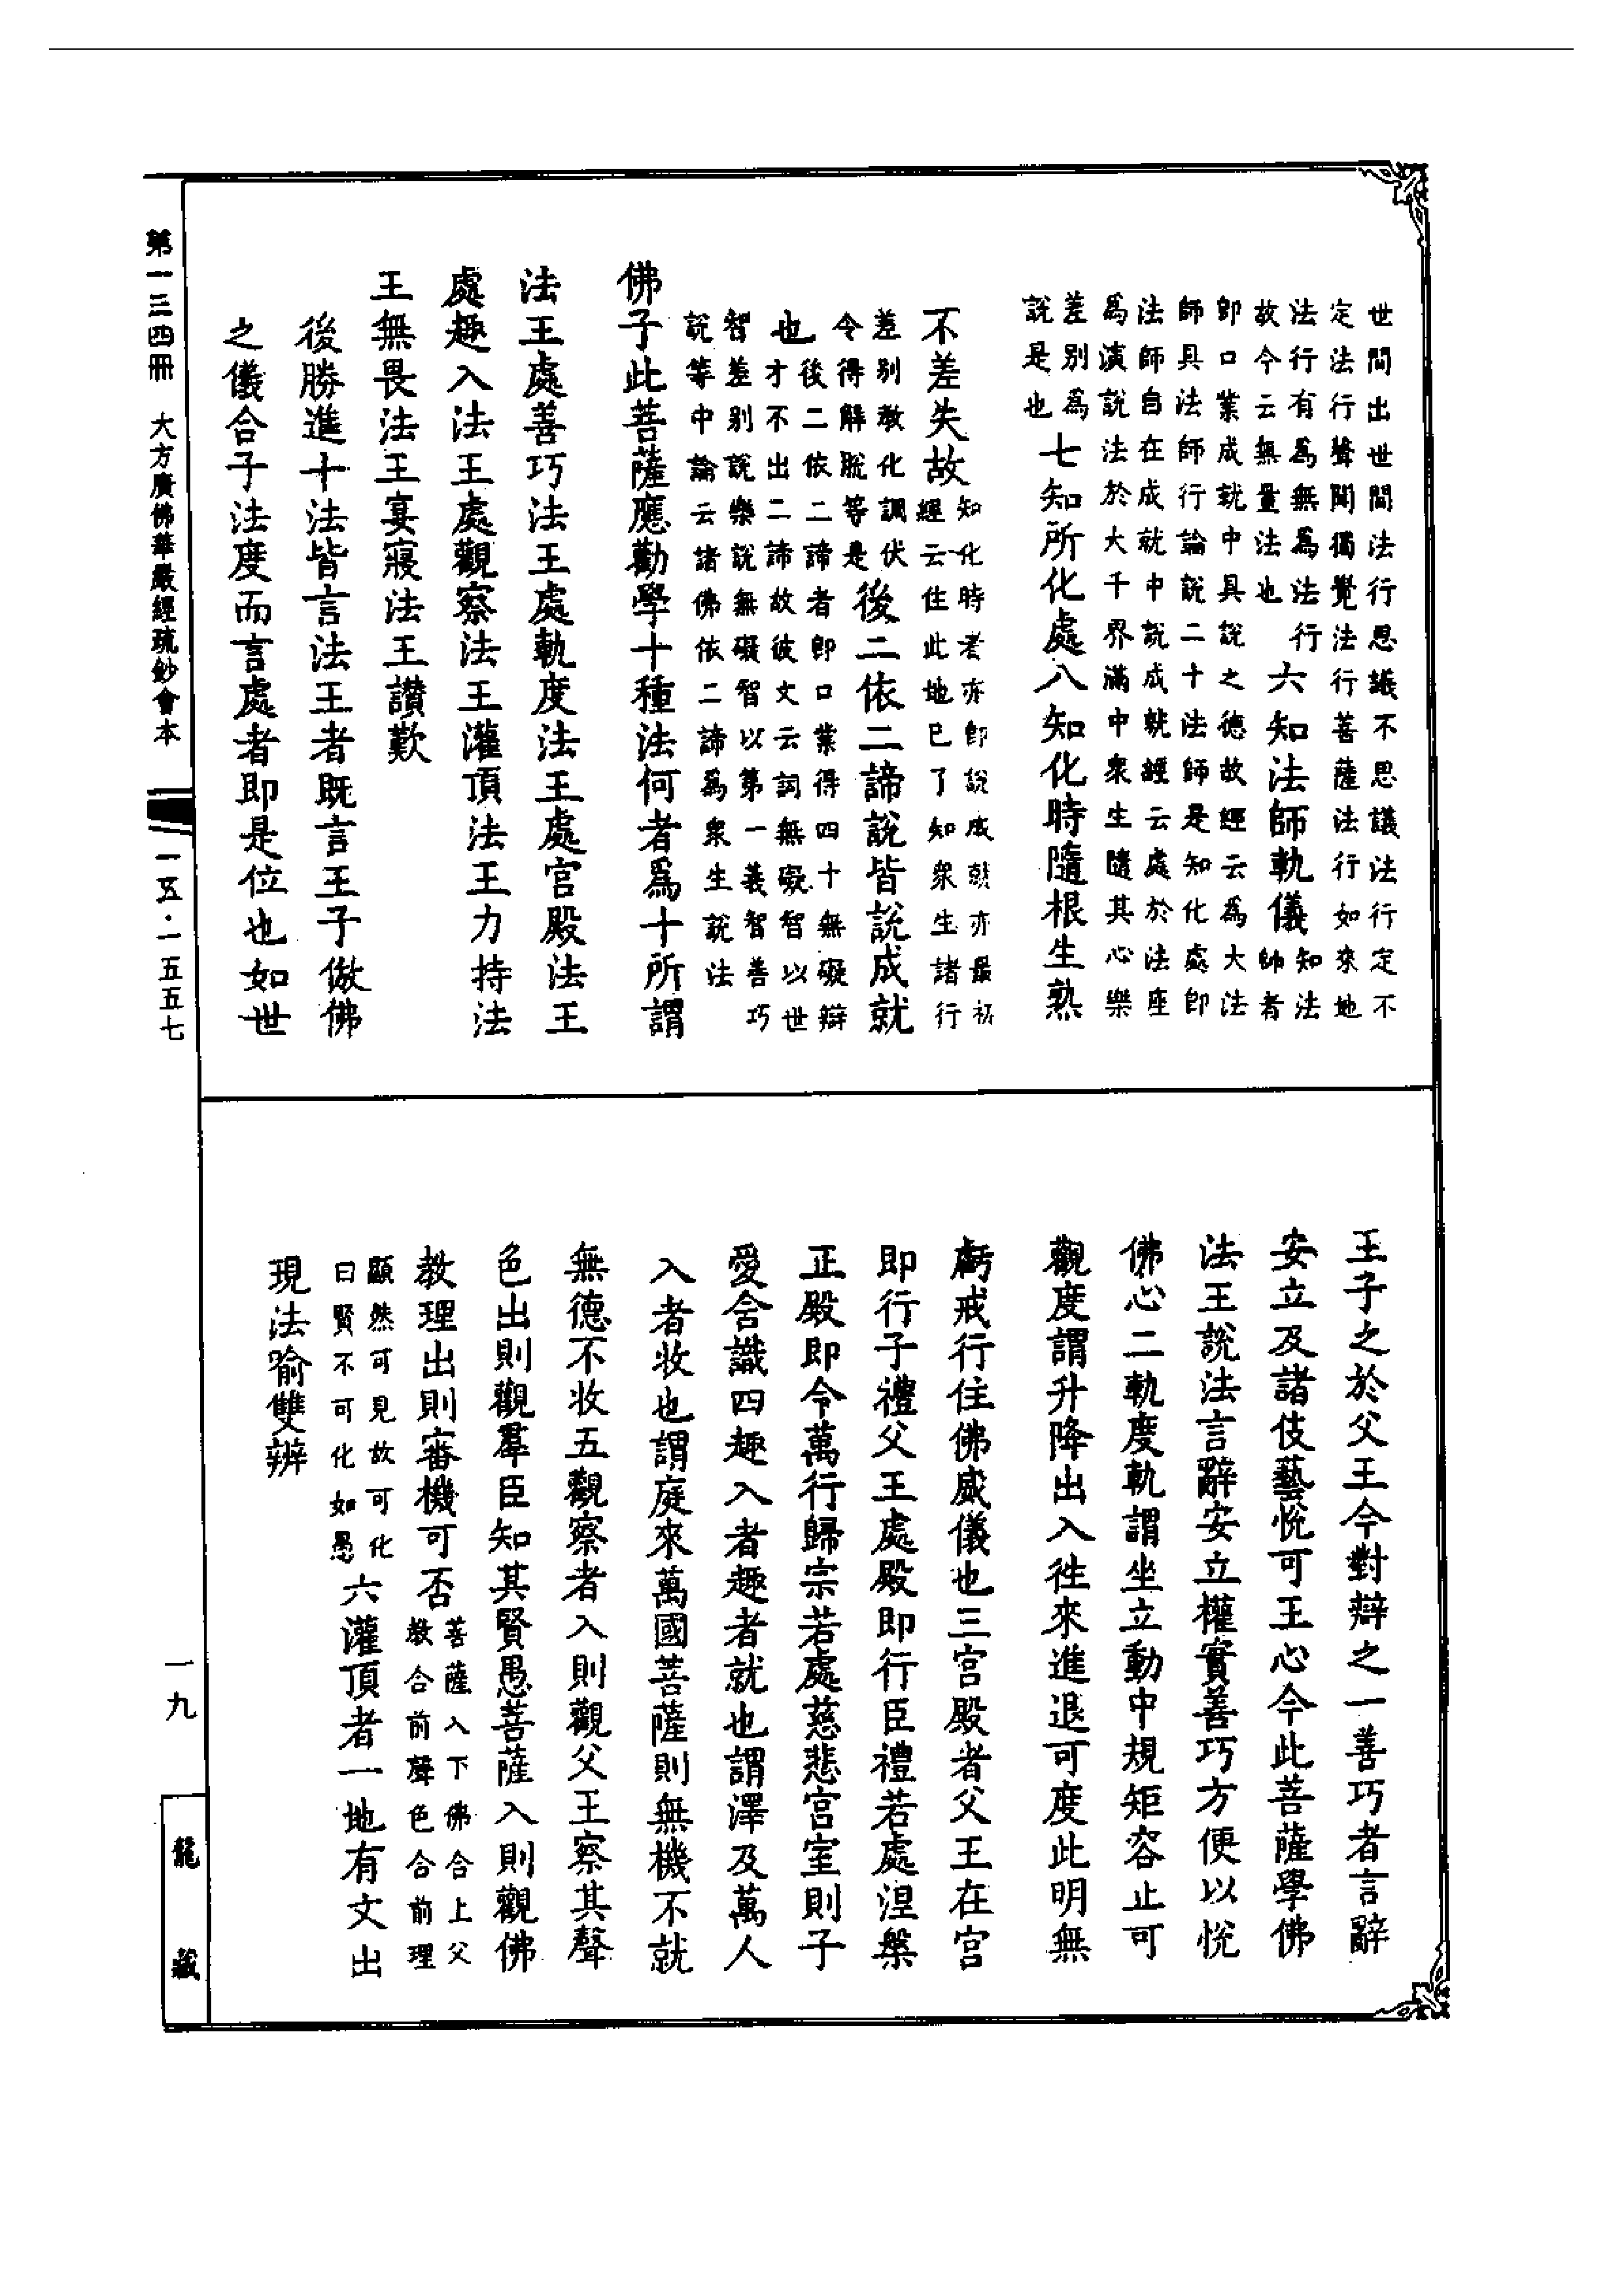 世間出世間法行思議不思議法行定不
定法行聲聞獨覺法行菩薩法行如來地
法行有爲無爲法行
故今云無量法也
六知法師軌儀
知法
師者
即口業成就中具說之德故經云爲大法
師具法師行論說二十法師是知化處即
法師自在成就中說成就經云處於法座
爲演說法於大千界滿中衆生隨其心樂
差別爲
說是也
七知所化處八知化時隨根生熟
不差失故
知化時者亦即說成就亦最初
經云住此地已了知衆生諸行
差別教化調伏
令得解脫等是
後二依二諦說皆說成就
也
後二依二諦者即口業得四十無礙辯
才不出二諦故彼文云詞無礙智以世
智差別說樂說無礙智以第一義智善巧
說等中論云諸佛依二諦爲衆生說法
佛子此菩薩應勸學十種法何者爲十所謂
法王處善巧法王處軌度法王處宮殿法王
處趣入法王處觀察法王灌頂法王力持法
王無畏法王宴寢法王讚歎
後勝進十法皆言法王者既言王子倣佛
之儀合子法度而言處者即是位也如世
王子之於父王今對辯之一善巧者言辭
安立及諸伎藝悅可王心今此菩薩學佛
法王說法言辭安立權實善巧方便以悅
佛心二軌度軌謂坐立動中規矩容止可
觀度謂升降出入往來進退可度此明無
虧戒行住佛威儀也三宮殿者父王在宮
即行子禮父王處殿即行臣禮若處涅槃
正殿即令萬行歸宗若處慈悲宮室則子
愛含識四趣入者趣者就也謂澤及萬人
入者收也謂庭來萬國菩薩則無機不就
無德不收五觀察者入則觀父王察其聲
色出則觀羣臣知其賢愚菩薩入則觀佛
教理出則審機可否
菩薩入下佛合上父
教合前聲色合前理
顯然可見故可化
曰賢不可化如愚
六灌頂者一地有文出
現法喻雙辨
第一三四冊 大方廣佛華嚴經疏鈔會本 一五·一五五七
一九
龍藏